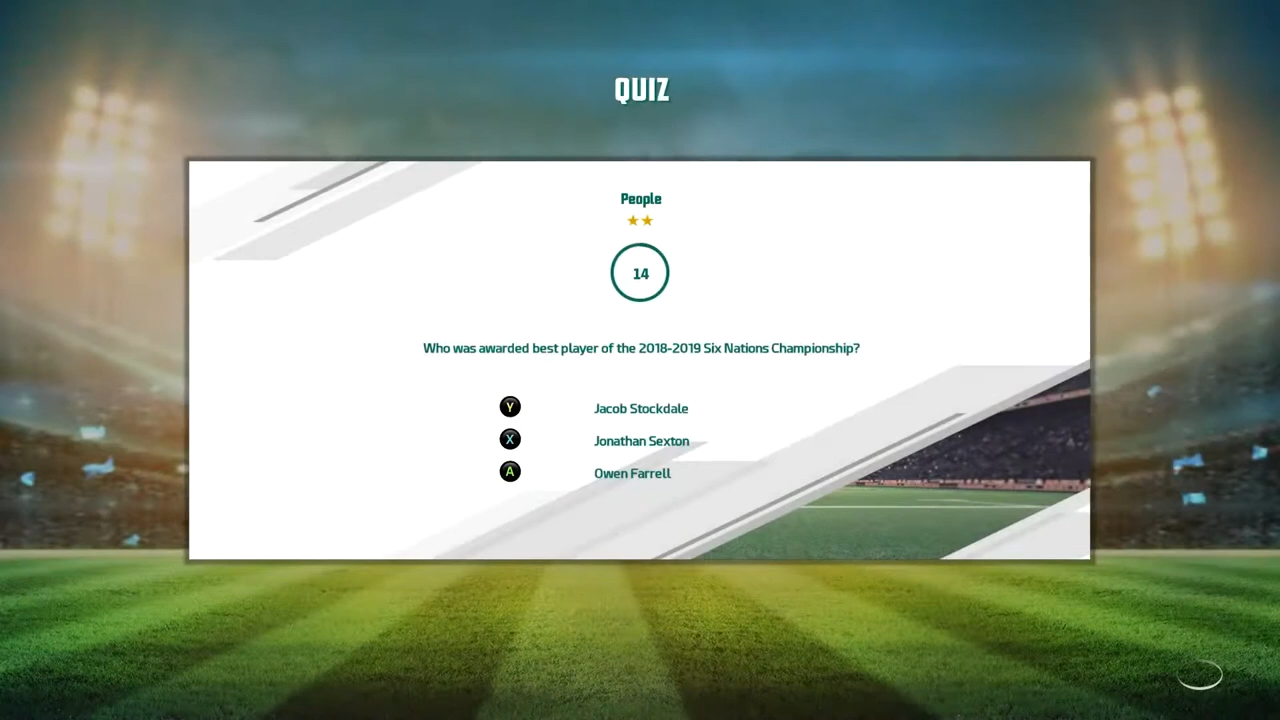 QUIZ
People
14
Who was awarded best player of the 2018-2019 Six Nations Championship?
Y Jacob Stockdale
X Jonathan Sexton
A Owen Farrell